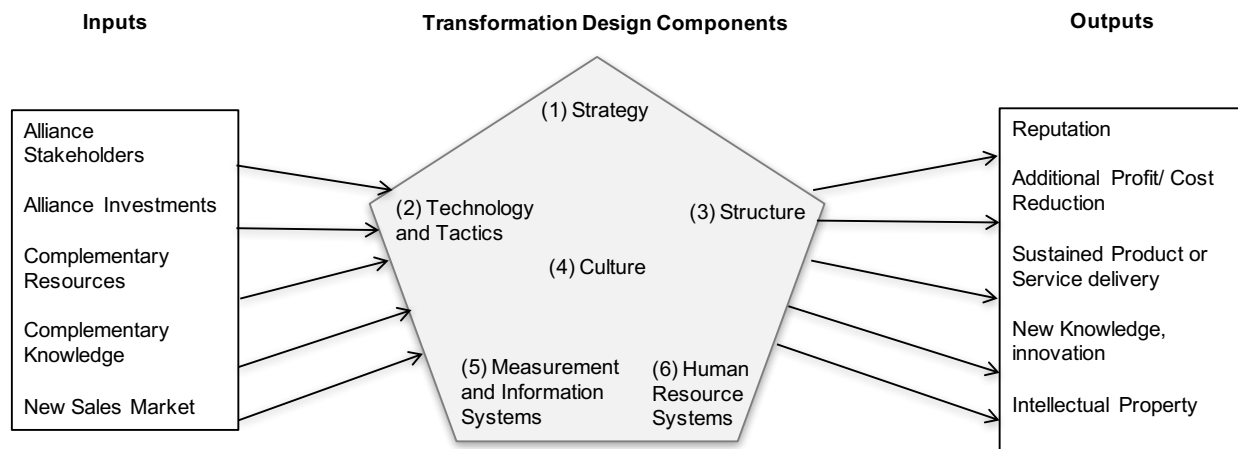 Inputs
Transformation Design Components
Outputs
Alliance
Stakeholders
Alliance Investments
Complementary
Resources
Complementary
Knowledge
New Sales Market
(1) Strategy
(2) Technology
and Tactics
(3) Structure
(4) Culture
(5) Measurement
and Information
Systems
(6) Human
Resource
Systems
Reputation
Additional Profit/ Cost
Reduction
Sustained Product or
Service delivery
New Knowledge,
innovation
Intellectual Property